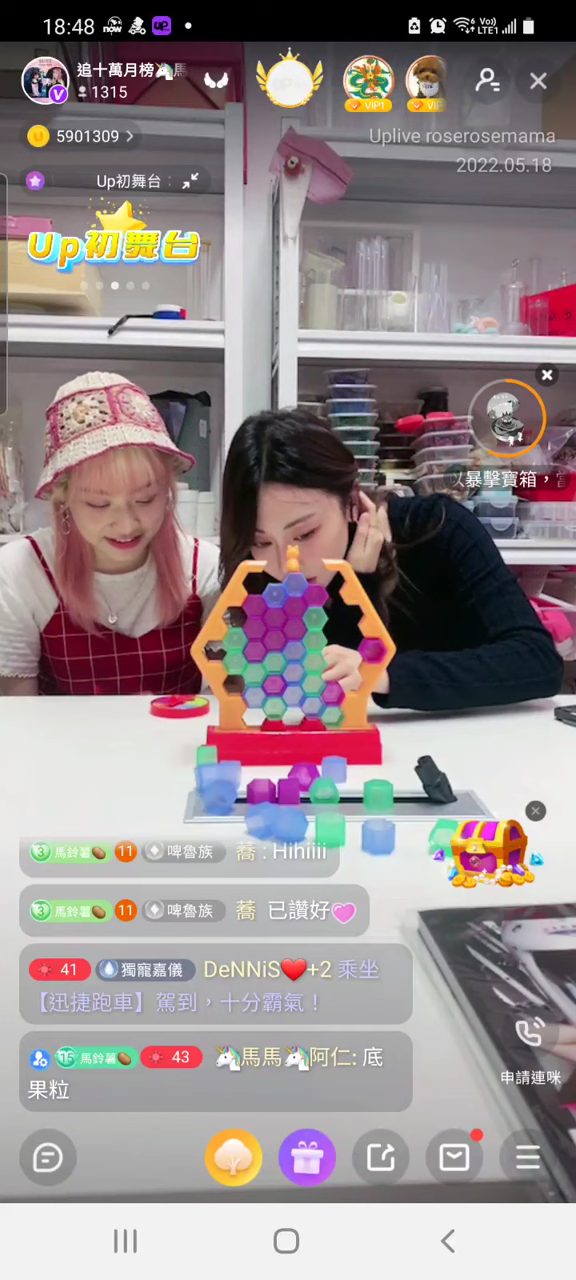 18:48
追十萬月榜🦄馬
1315
VIP1
VIP
5901309
Uplive roserosemama
2022.05.18
Up初舞台
Up初舞台
暴擊寶箱,
3 馬鈴薯 11 啤魯族 蕎 : Hihiiii
3 馬鈴薯 11 啤魯族 蕎 已讚好
41 獨寵嘉儀 DeNNiS❤️+2 乘坐
【迅捷跑車】駕到,十分霸氣!
15 馬鈴薯 43 🦄馬馬🦄阿仁: 底
果粒
申請連咪